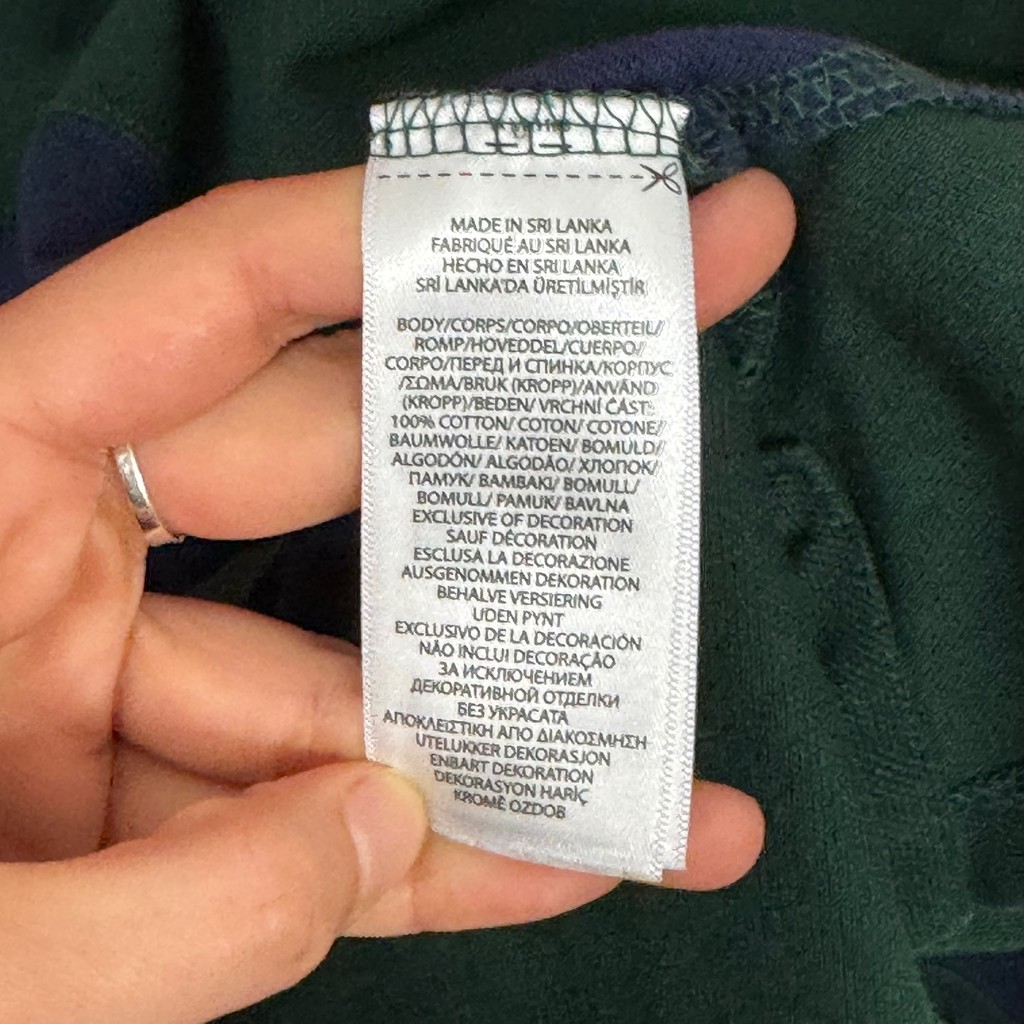 MADE IN SRI LANKA
FABRIQUÉ AU SRI LANKA
HECHO EN SRI LANKA
SRİ LANKA'DA ÜRETİLMİŞTİR
BODY/CORPS/CORPO/OBERTEIL/
ROMP/HOVEDDEL/CUERPO/
CORPO/ПЕРЕД И СПИНКА/КОРПУС
/ΣΩΜΑ/BRUK (KROPP)/ANVÄND
(KROPP)/BEDEN/ VRCHNÍ ČÁST:
100% COTTON/ COTON/ COTONE/
BAUMWOLLE/ KATOEN/ BOMULD/
ALGODÓN/ ALGODÃO/ ХЛОПОК/
ПАМУК/ ΒΑΜΒΑΚΙ/ BOMULL/
BOMULL/ PAMUK/ BAVLNA
EXCLUSIVE OF DECORATION
SAUF DÉCORATION
ESCLUSA LA DECORAZIONE
AUSGENOMMEN DEKORATION
BEHALVE VERSIERING
UDEN PYNT
EXCLUSIVO DE LA DECORACIÓN
NÃO INCLUI DECORAÇÃO
ЗА ИСКЛЮЧЕНИЕМ
ДЕКОРАТИВНОЙ ОТДЕЛКИ
БЕЗ УКРАСАТА
ΑΠΟΚΛΕΙΣΤΙΚΗ ΑΠΟ ΔΙΑΚΟΣΜΗΣΗ
UTELUKKER DEKORASJON
ENBART DEKORATION
DEKORASYON HARİÇ
KROMĚ OZDOB